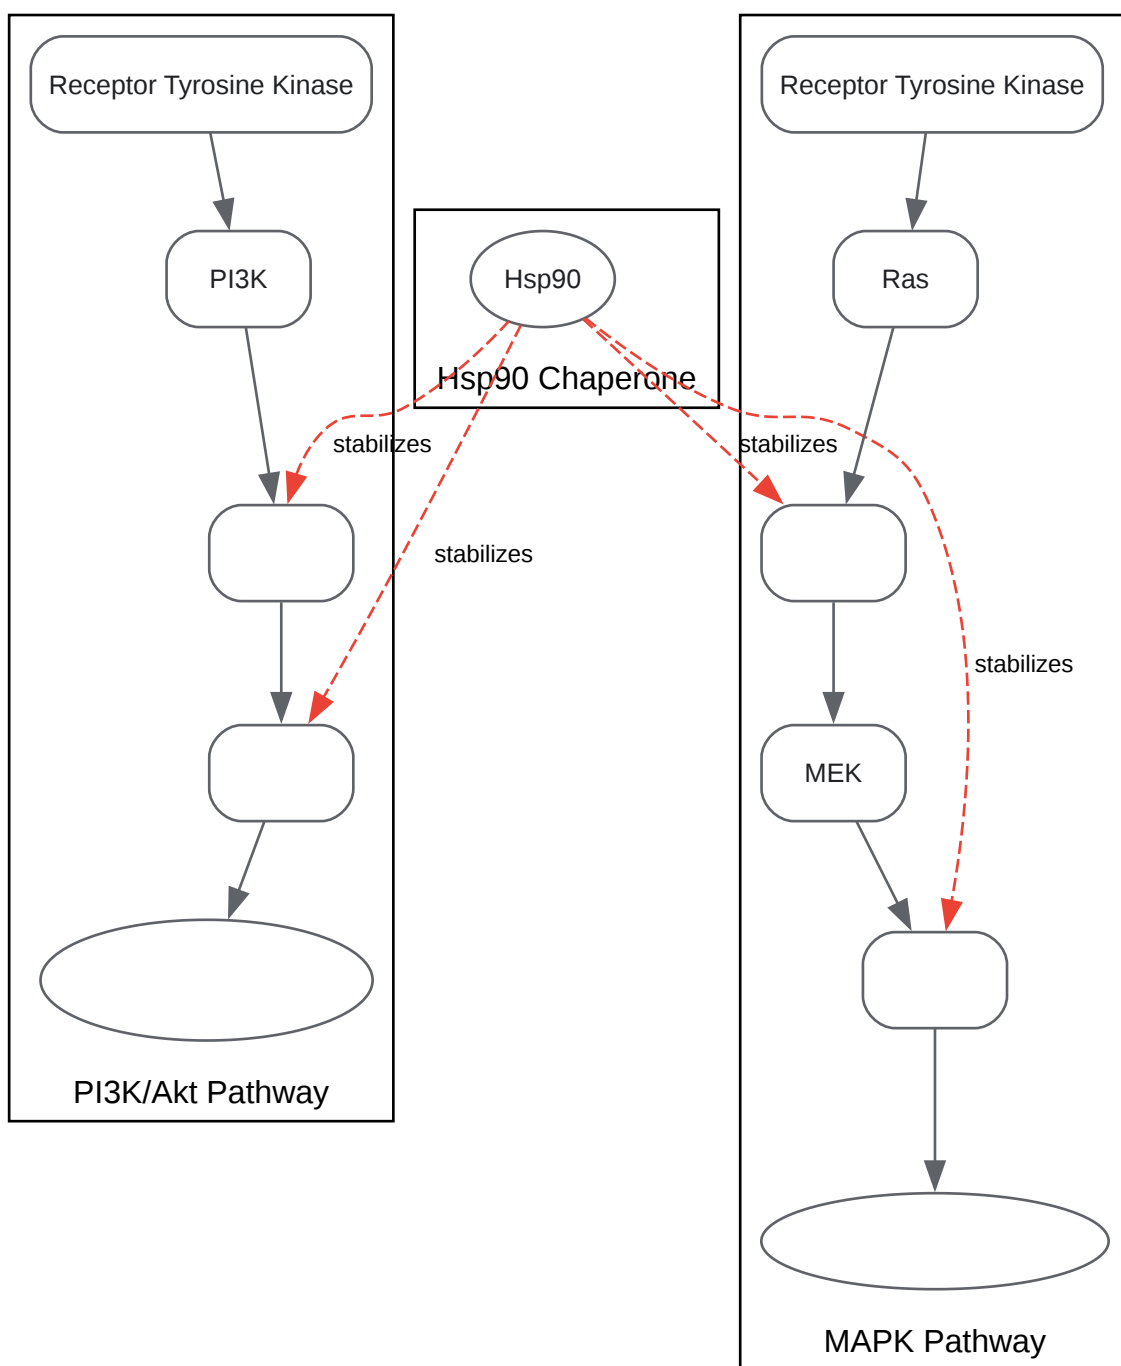 Receptor Tyrosine Kinase
Receptor Tyrosine Kinase
PI3K
Hsp90
Ras
Hsp90 Chaperone
stabilizes
stabilizes
stabilizes
stabilizes
MEK
PI3K/Akt Pathway
MAPK Pathway